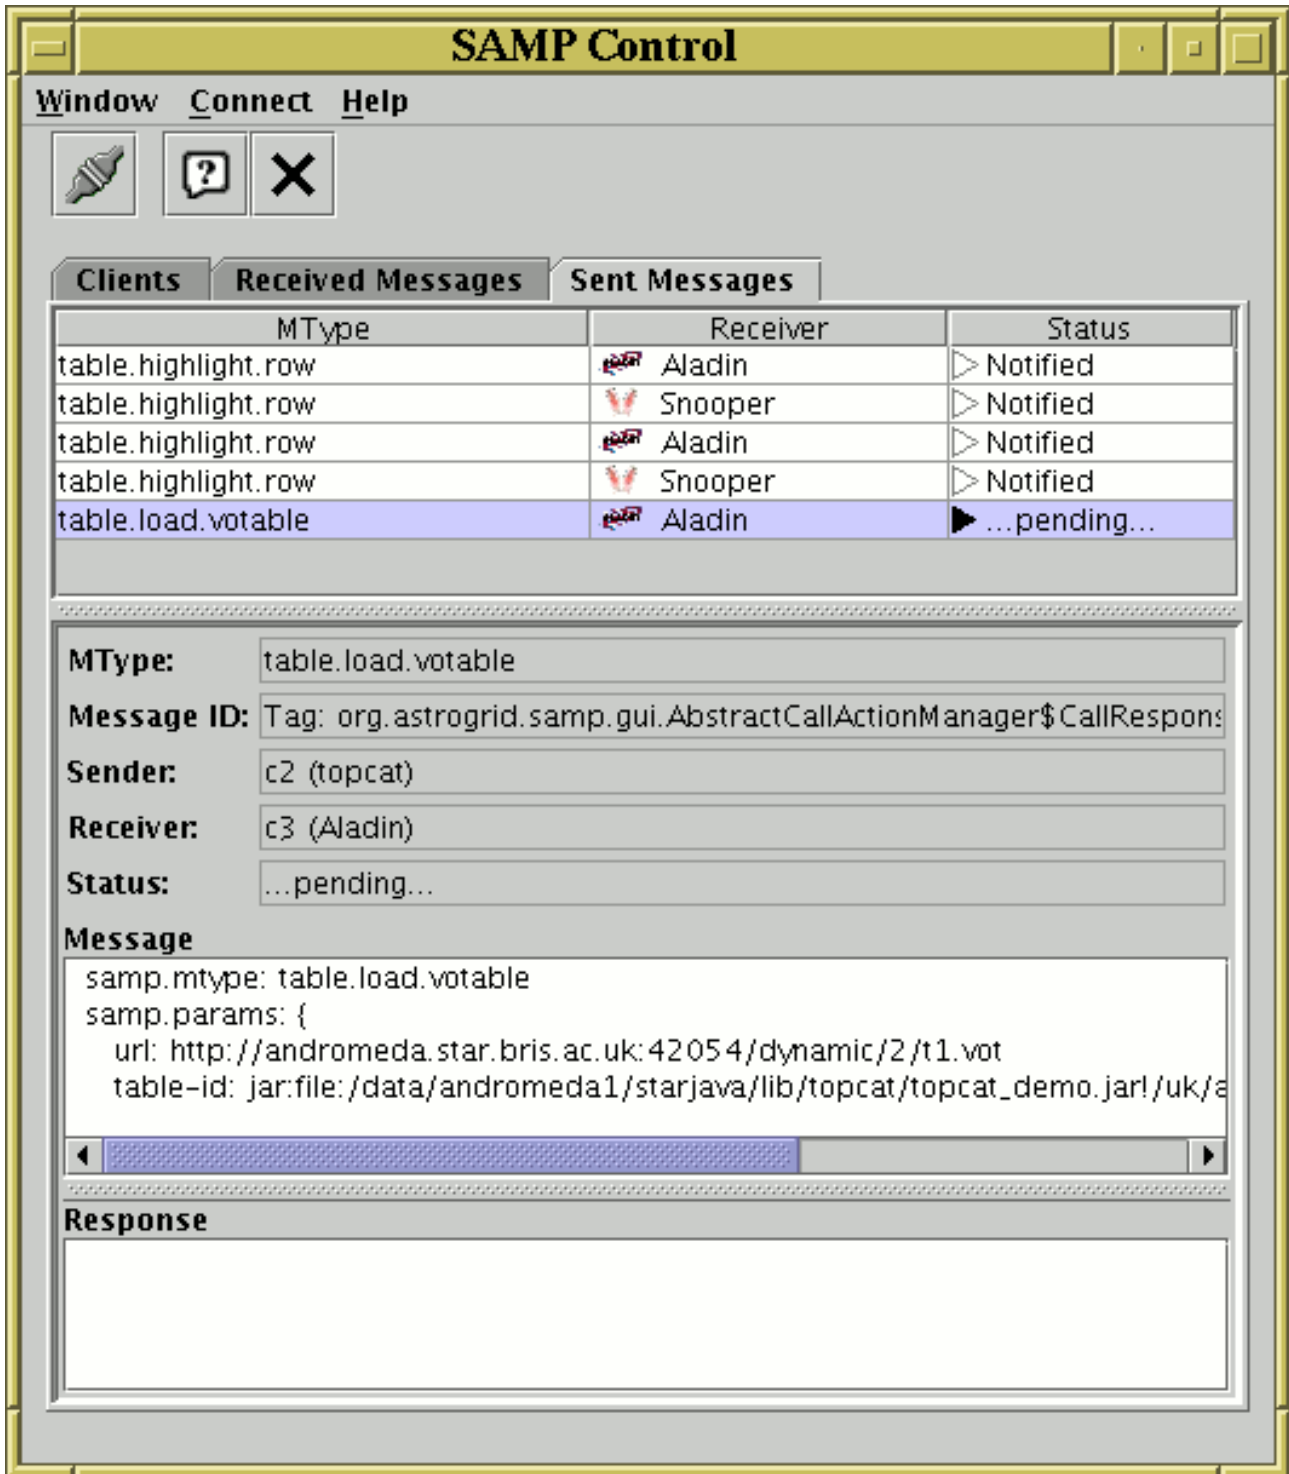 SAMP Control
Window Connect Help
Clients Received Messages Sent Messages
MType Receiver Status
table.highlight.row Aladin Notified
table.highlight.row Snooper Notified
table.highlight.row Aladin Notified
table.highlight.row Snooper Notified
table.load.votable Aladin ...pending...
MType: table.load.votable
Message ID: Tag: org.astrogrid.samp.gui.AbstractCallActionManager$CallRespons
Sender: c2 (topcat)
Receiver: c3 (Aladin)
Status: ...pending...
Message
samp.mtype: table.load.votable
samp.params: {
url: http://andromeda.star.bris.ac.uk:42054/dynamic/2/t1.vot
table-id: jar:file:/data/andromeda1/starjava/lib/topcat/topcat_demo.jar!/uk/a
Response